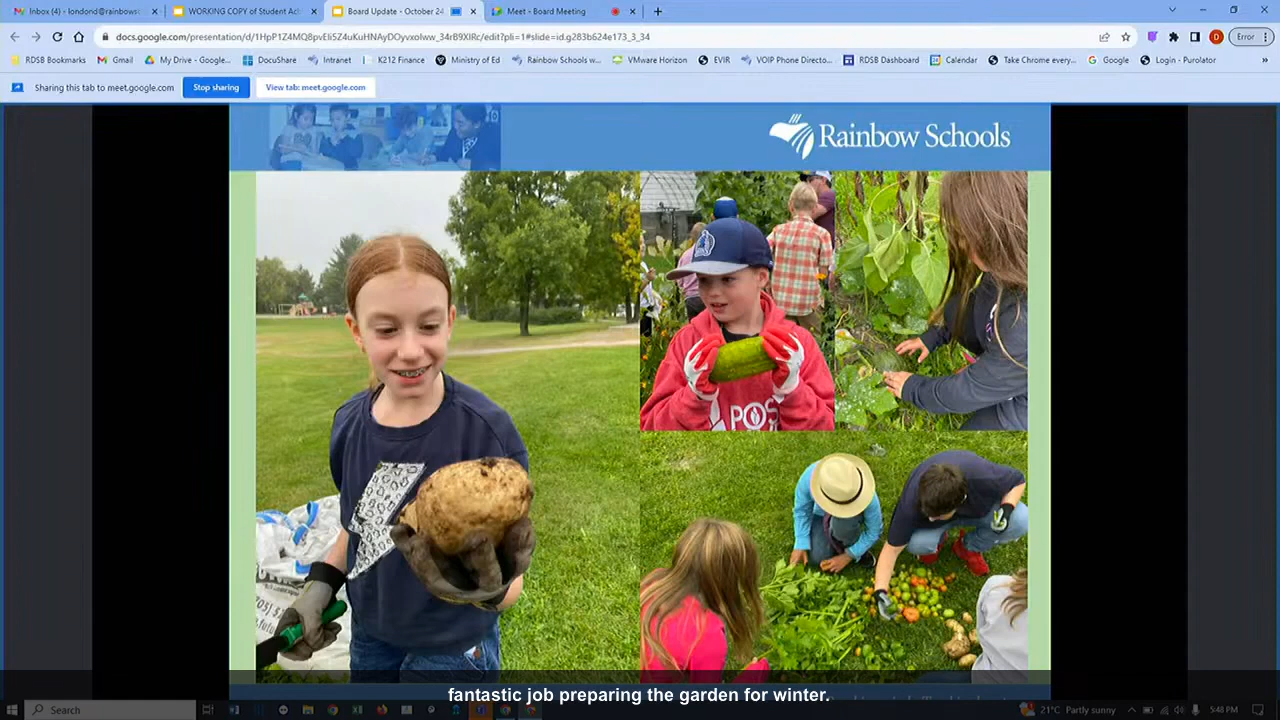 Inbox (4) - londond@rainbows
WORKING COPY of Student Ac
Board Update - October 24
Meet - Board Meeting
docs.google.com/presentation/d/1HpP1Z4MQ8pvEli5Z4uKuHNAyDOyvxolww_34rB9XlRc/edit?pli=1#slide=id.g283b624e173_3_34
D
Error
RDSB Bookmarks
Gmail
My Drive - Google...
DocuShare
Intranet
K212 Finance
Ministry of Ed
Rainbow Schools w...
VMware Horizon
EVIR
VOIP Phone Directo...
RDSB Dashboard
Calendar
Take Chrome every...
Google
Login - Purolator
Sharing this tab to meet.google.com
Stop sharing
View tab: meet.google.com
Rainbow Schools
POS
fantastic job preparing the garden for winter.
Search
21°C Partly sunny
5:48 PM